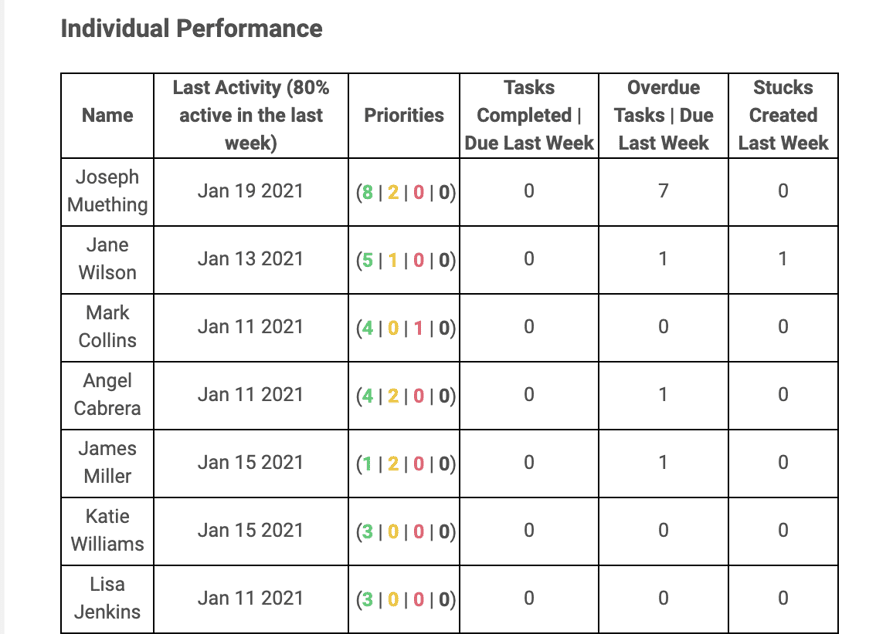 Individual Performance
Name | Last Activity (80% active in the last week) | Priorities | Tasks Completed | Due Last Week | Overdue Tasks | Due Last Week | Stucks Created Last Week
Joseph Muething | Jan 19 2021 | (8 | 2 | 0 | 0) | 0 | 7 | 0
Jane Wilson | Jan 13 2021 | (5 | 1 | 0 | 0) | 0 | 1 | 1
Mark Collins | Jan 11 2021 | (4 | 0 | 1 | 0) | 0 | 0 | 0
Angel Cabrera | Jan 11 2021 | (4 | 2 | 0 | 0) | 0 | 1 | 0
James Miller | Jan 15 2021 | (1 | 2 | 0 | 0) | 0 | 1 | 0
Katie Williams | Jan 15 2021 | (3 | 0 | 0 | 0) | 0 | 0 | 0
Lisa Jenkins | Jan 11 2021 | (3 | 0 | 0 | 0) | 0 | 0 | 0